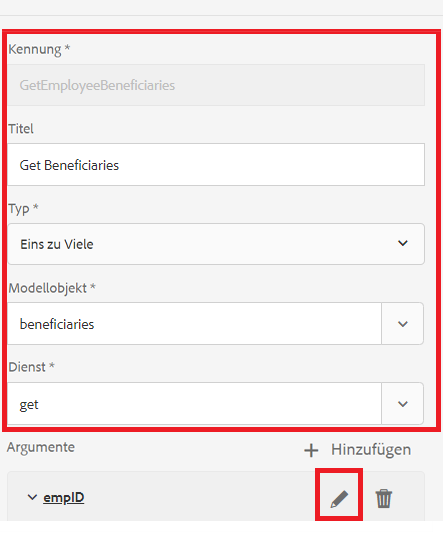 Kennung *
GetEmployeeBeneficiaries
Titel
Get Beneficiaries
Typ *
Eins zu Viele
Modellobjekt *
beneficiaries
Dienst *
get
Argumente + Hinzufügen
empID